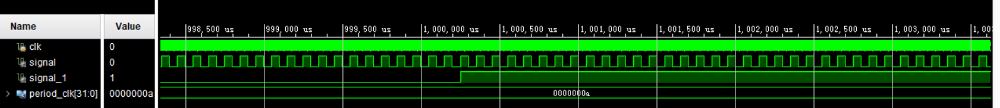 Name Value
998,500 us 999,000 us 999,500 us 1,000,000 us 1,000,500 us 1,001,000 us 1,001,500 us 1,002,000 us 1,002,500 us 1,003,000 us 1,00
clk 0
signal 0
signal_1 1
period_clk[31:0] 0000000a 0000000a